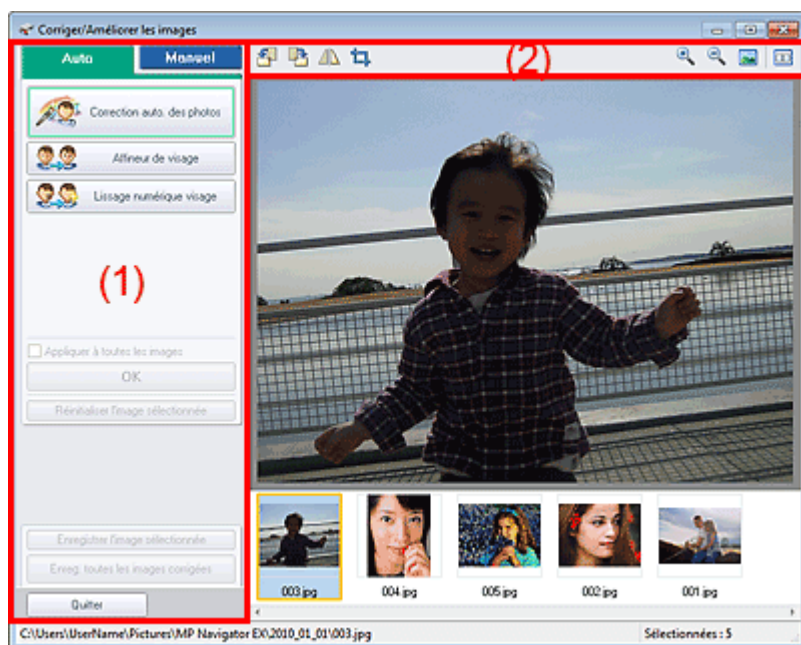 Corriger/Améliorer les images
Auto
Manuel
(2)
Correction auto. des photos
Affineur de visage
Lissage numérique visage
(1)
Appliquer à toutes les images
OK
Réinitialiser l'image sélectionnée
Enregistrer l'image sélectionnée
Enreg. toutes les images corrigées
Quitter
003.jpg
004.jpg
005.jpg
002.jpg
001.jpg
C:\Users\UserName\Pictures\MP Navigator EX\2010_01_01\003.jpg
Sélectionnées : 5